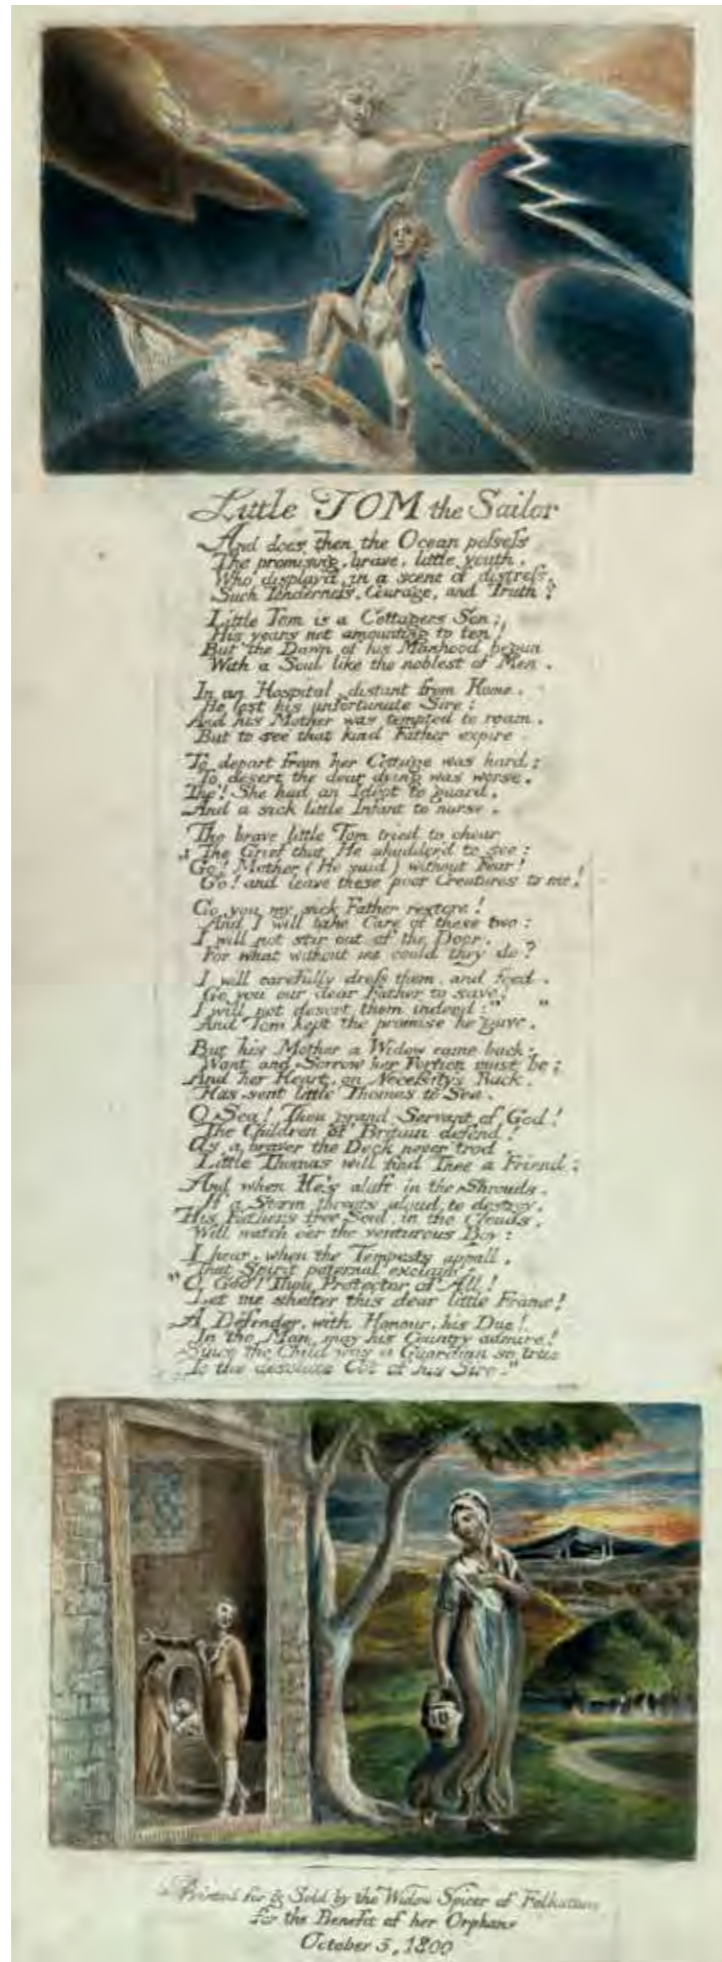 Little TOM the Sailor
And does then the Ocean possess
The promising, brave, little youth,
Who display'd in a scene of distress,
Such Tenderness, Courage, and Truth?
Little Tom is a Cottagers Son;
His years not amounting to ten!
But the Dawn of his Manhood begun
With a Soul like the noblest of Men.
In an Hospital distant from Home.
He lost his unfortunate Sire;
And his Mother was tempted to roam.
But to see that kind Father expire
To depart from her Cottage was hard;
To desert the dear dying was worse.
Tho'! She had an Ideot to guard.
And a sick little Infant to nurse.
The brave little Tom tried to chear
The Grief that He shudder'd to see:
Go! Mother (He said) without Fear!
Go! and leave these poor Creatures to me!
Go you my sick Father restore!
And I will take Care of these two:
I will not stir out of the Door.
For what without me could they do?
I will carefully dress them, and feed.
Go you our dear Father to save!
I will not desert them indeed:"
And Tom kept the promise he gave.
But his Mother a Widow came back;
Want and Sorrow her Portion must be;
And her Heart, on Necessitys Rack.
Has sent little Thomas to Sea.
O Sea! Thou grand Servant of God!
The Children of Britain defend!
As a braver the Deck never trod
Little Thomas will find Thee a Friend;
And when He's aloft in the Shrouds.
If a Storm threats aloud to destroy.
His Fathers free Soul, in the Clouds,
Will watch oer the venturous Boy:
I hear, when the Tempests appall,
That Spirit paternal exclaim;
"O God! Thou Protector of All!
Let me shelter this dear little Frame!
A Defender, with Honour, his Due!
In the Man may his Country admire!
Since the Child was a Guardian so true
In the desolate Cot of his Sire."
Printed for & Sold by the Widow Spicer of Folkstone
for the Benefit of her Orphans
October 5, 1800